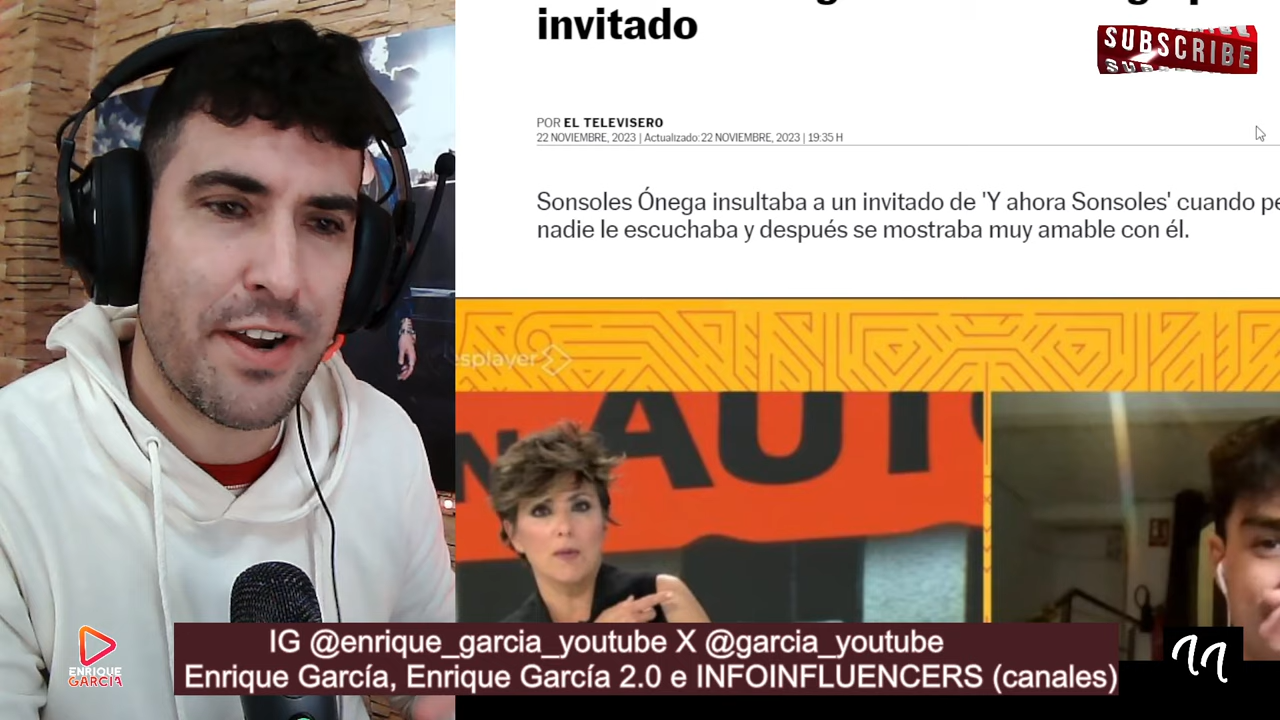 invitado
SUBSCRIBE
POR EL TELEVISERO
22 NOVIEMBRE, 2023 | Actualizado: 22 NOVIEMBRE, 2023 | 19:35 H
Sonsoles Ónega insultaba a un invitado de 'Y ahora Sonsoles' cuando pe
nadie le escuchaba y después se mostraba muy amable con él.
esplayer
N AUTO
IG @enrique_garcia_youtube X @garcia_youtube
Enrique García, Enrique García 2.0 e INFOINFLUENCERS (canales)
ENRIQUE
GARCÍA